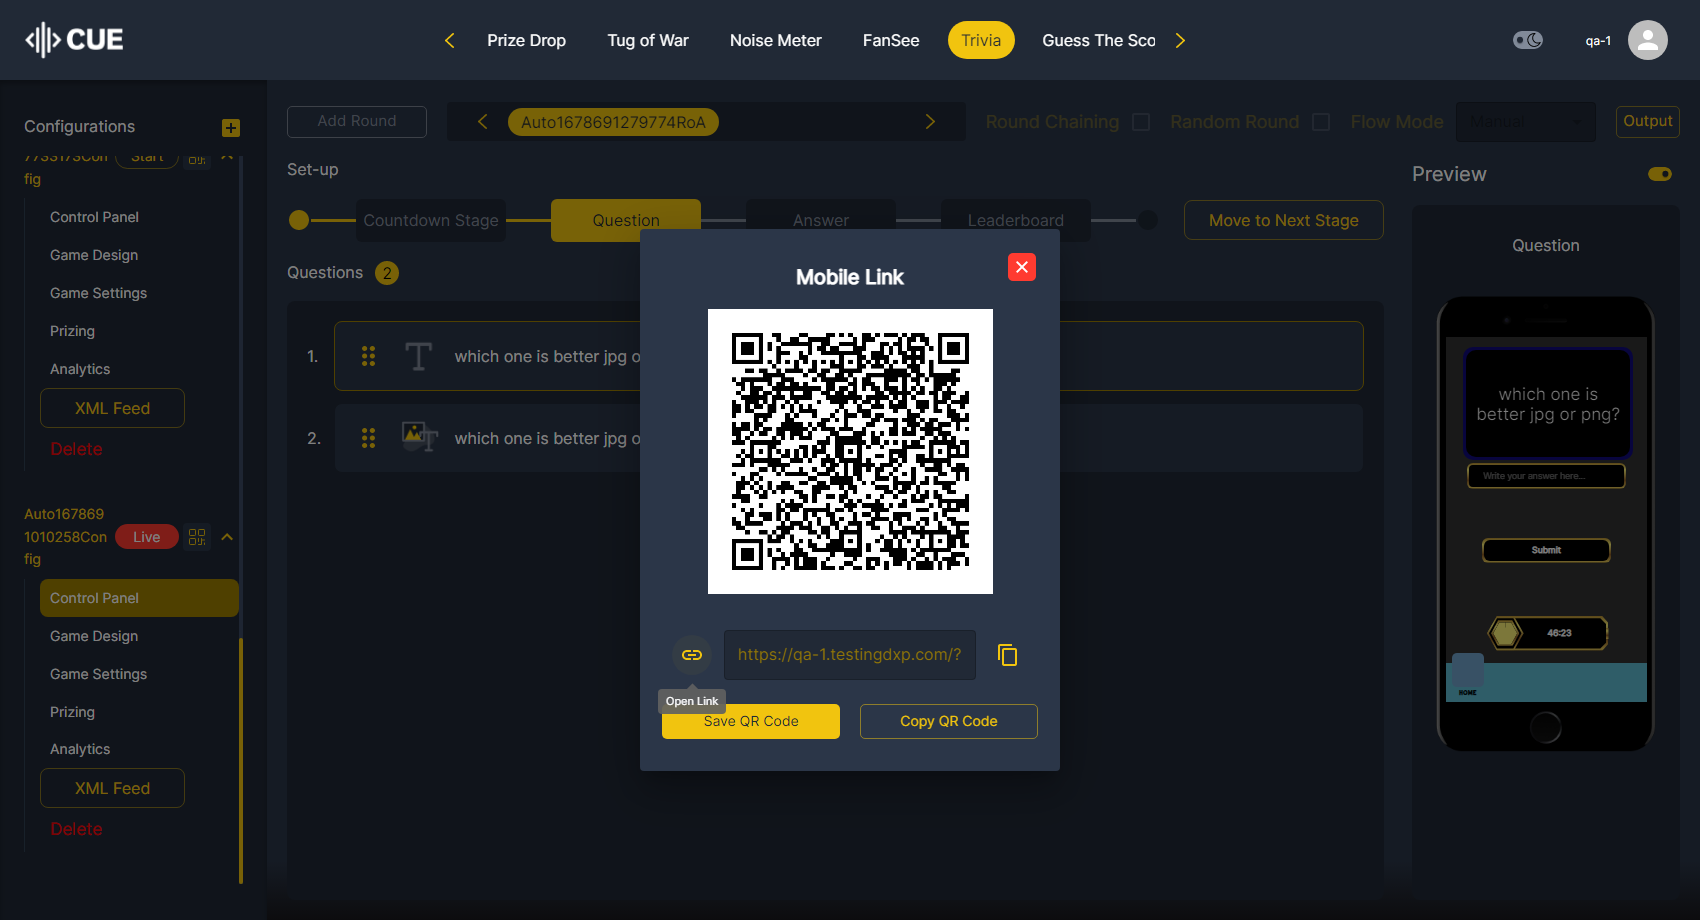 CUE
Prize Drop
Tug of War
Noise Meter
FanSee
Trivia
Guess The Sco
qa-1
Configurations
773317SCon
Start
fig
Control Panel
Game Design
Game Settings
Prizing
Analytics
XML Feed
Delete
Auto167869
1010258Con
fig
Live
Control Panel
Game Design
Game Settings
Prizing
Analytics
XML Feed
Delete
Add Round
Auto1678691279774RoA
Round Chaining
Random Round
Flow Mode
Manual
Output
Set-up
Countdown Stage
Question
Answer
Leaderboard
Move to Next Stage
Questions 2
1. which one is better jpg o
2. which one is better jpg o
Mobile Link
https://qa-1.testingdxp.com/?
Open Link
Save QR Code
Copy QR Code
Preview
Question
which one is
better jpg or png?
Write your answer here...
Submit
46:23
HOME